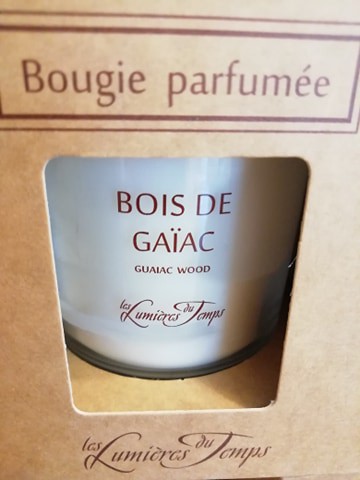 Bougie parfumée
BOIS DE
GAÏAC
GUAIAC WOOD
les Lumières du Temps
les Lumières du Temps